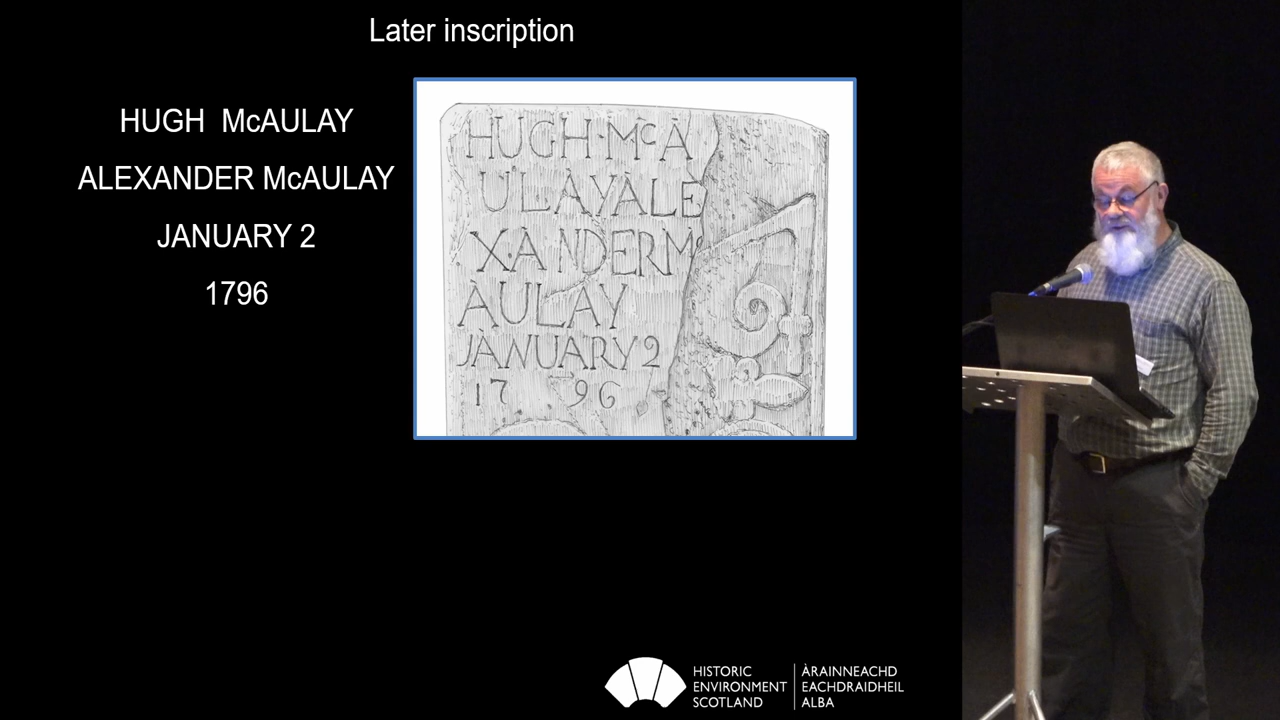 Later inscription
HUGH McAULAY
ALEXANDER McAULAY
JANUARY 2
1796
HUGH·McA
ULAYALE
XANDERMc
AULAY
JANUARY 2
17 96
HISTORIC
ENVIRONMENT
SCOTLAND
ÀRAINNEACHD
EACHDRAIDHEIL
ALBA